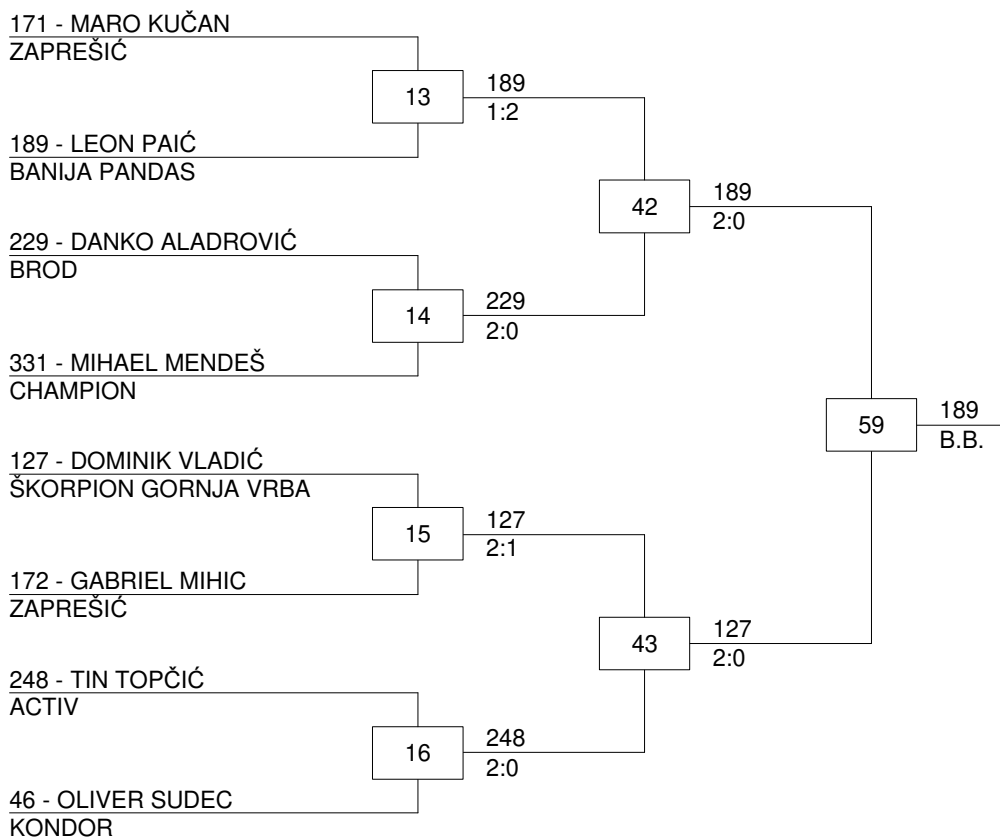 171 - MARO KUČAN
ZAPREŠIĆ
13
189
1:2
189 - LEON PAIĆ
BANIJA PANDAS
42
189
2:0
229 - DANKO ALADROVIĆ
BROD
14
229
2:0
331 - MIHAEL MENDEŠ
CHAMPION
59
189
B.B.
127 - DOMINIK VLADIĆ
ŠKORPION GORNJA VRBA
15
127
2:1
172 - GABRIEL MIHIC
ZAPREŠIĆ
43
127
2:0
248 - TIN TOPČIĆ
ACTIV
16
248
2:0
46 - OLIVER SUDEC
KONDOR